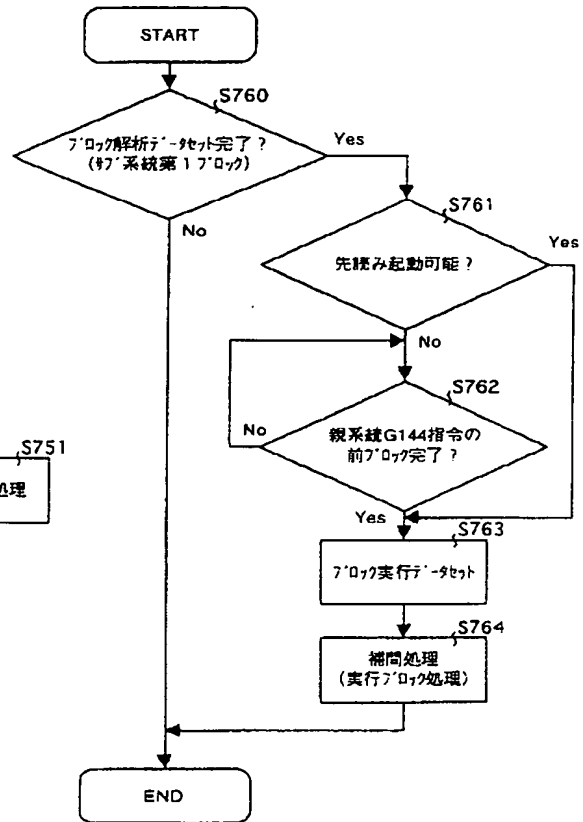 START
S760
ブロック解析データセット完了？
(サブ系統第１ブロック)
Yes
No
S761
先読み起動可能？
Yes
No
S762
親系統G144指令の
前ブロック完了？
No
Yes
S751
処理
S763
ブロック実行データセット
S764
補間処理
(実行ブロック処理)
END